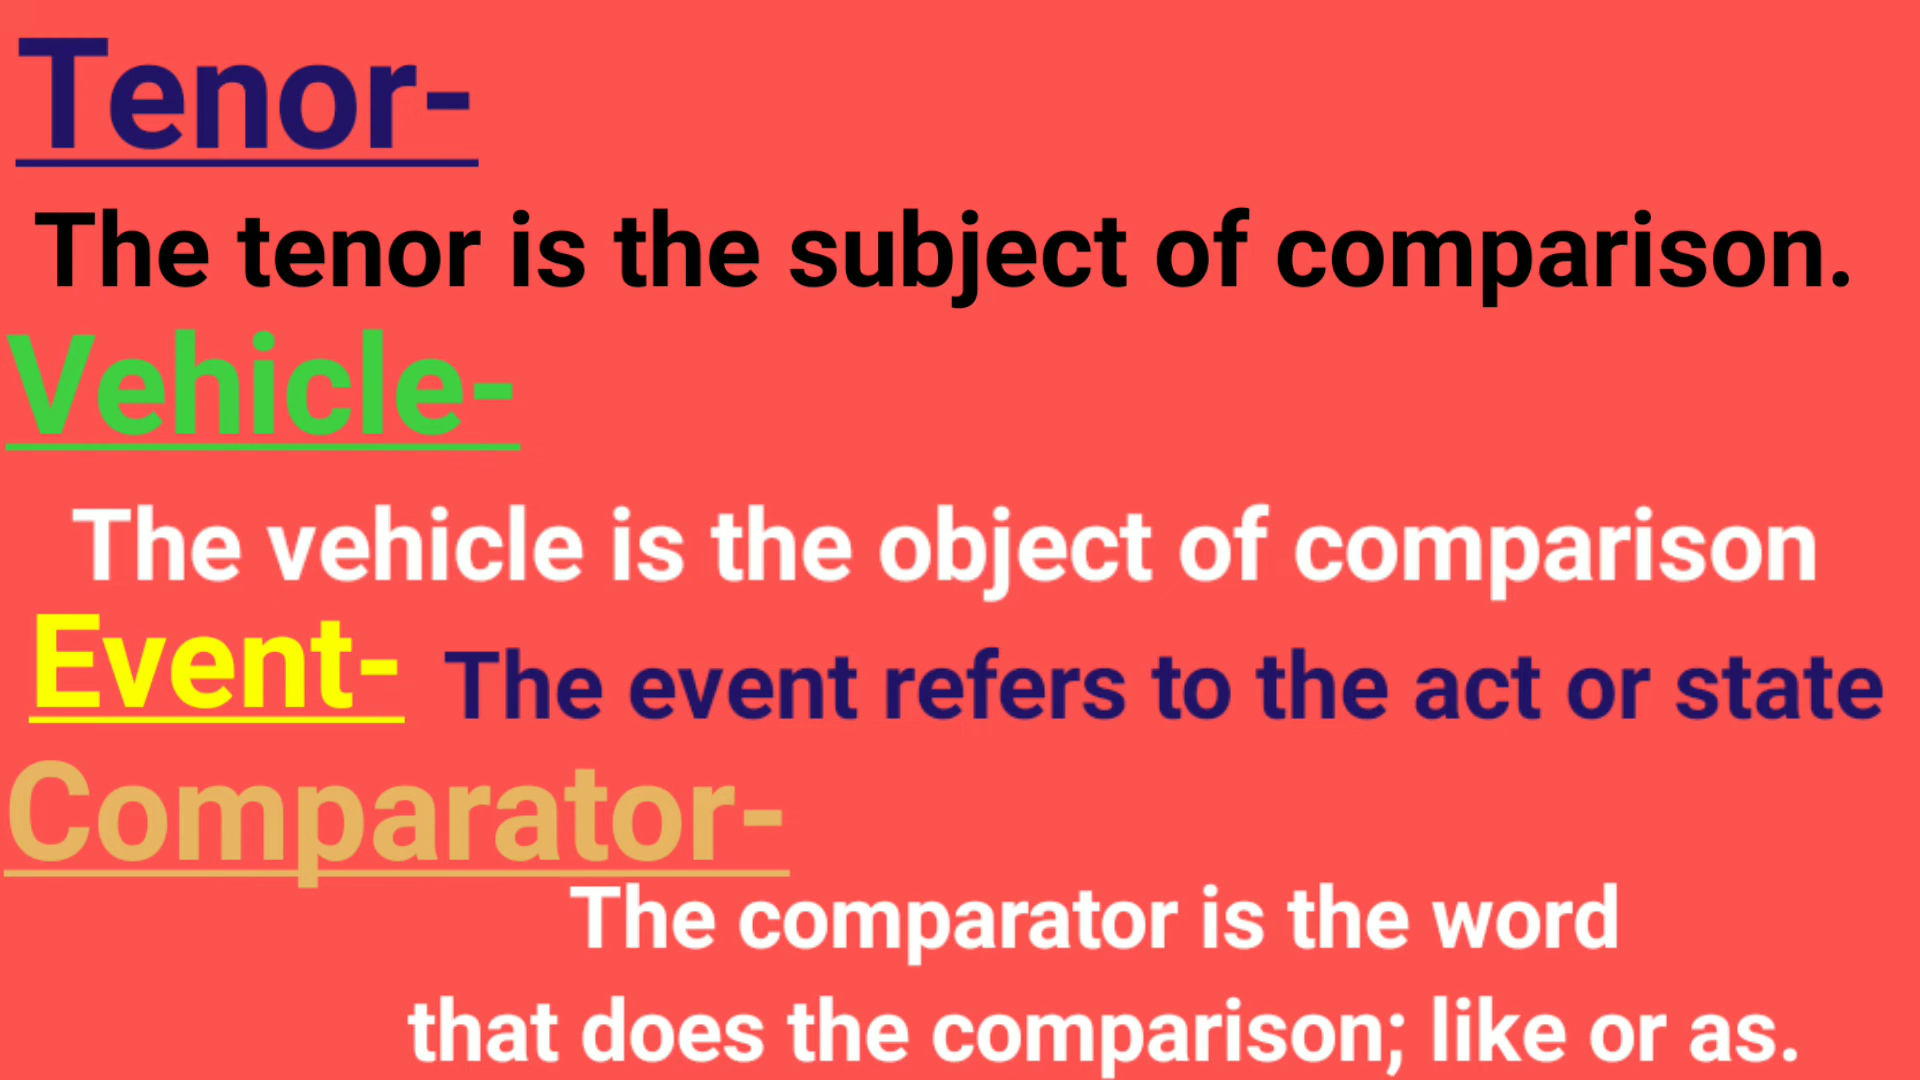 Tenor-
The tenor is the subject of comparison.
Vehicle-
The vehicle is the object of comparison
Event- The event refers to the act or state
Comparator-
The comparator is the word
that does the comparison; like or as.